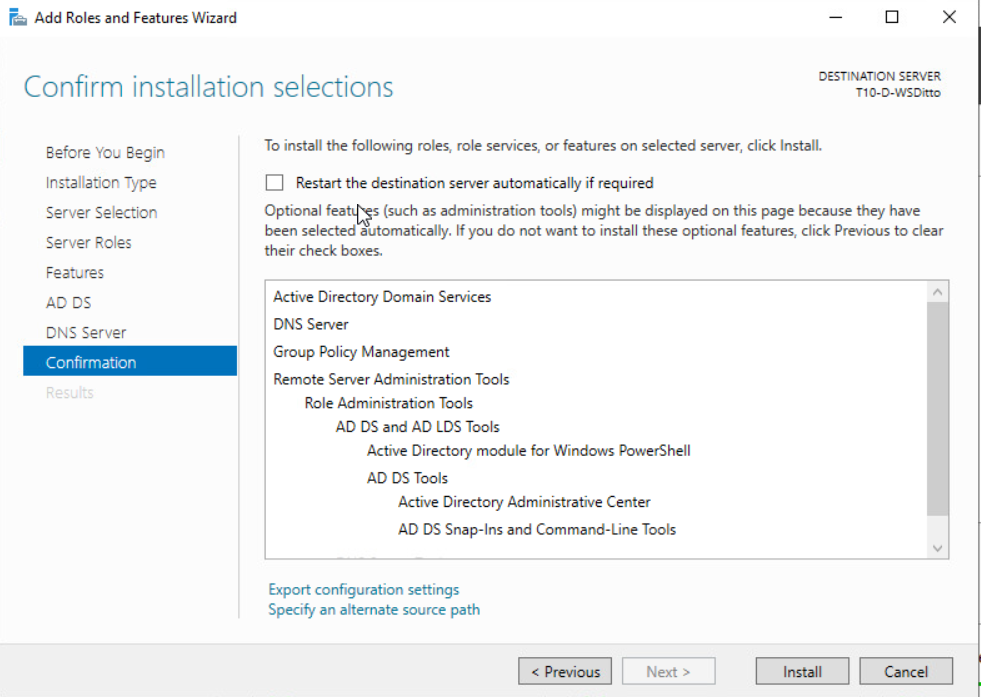 Add Roles and Features Wizard
Confirm installation selections
DESTINATION SERVER
T10-D-WSDitto
Before You Begin
Installation Type
Server Selection
Server Roles
Features
AD DS
DNS Server
Confirmation
Results
To install the following roles, role services, or features on selected server, click Install.
Restart the destination server automatically if required
Optional features (such as administration tools) might be displayed on this page because they have
been selected automatically. If you do not want to install these optional features, click Previous to clear
their check boxes.
Active Directory Domain Services
DNS Server
Group Policy Management
Remote Server Administration Tools
Role Administration Tools
AD DS and AD LDS Tools
Active Directory module for Windows PowerShell
AD DS Tools
Active Directory Administrative Center
AD DS Snap-Ins and Command-Line Tools
Export configuration settings
Specify an alternate source path
< Previous
Next >
Install
Cancel